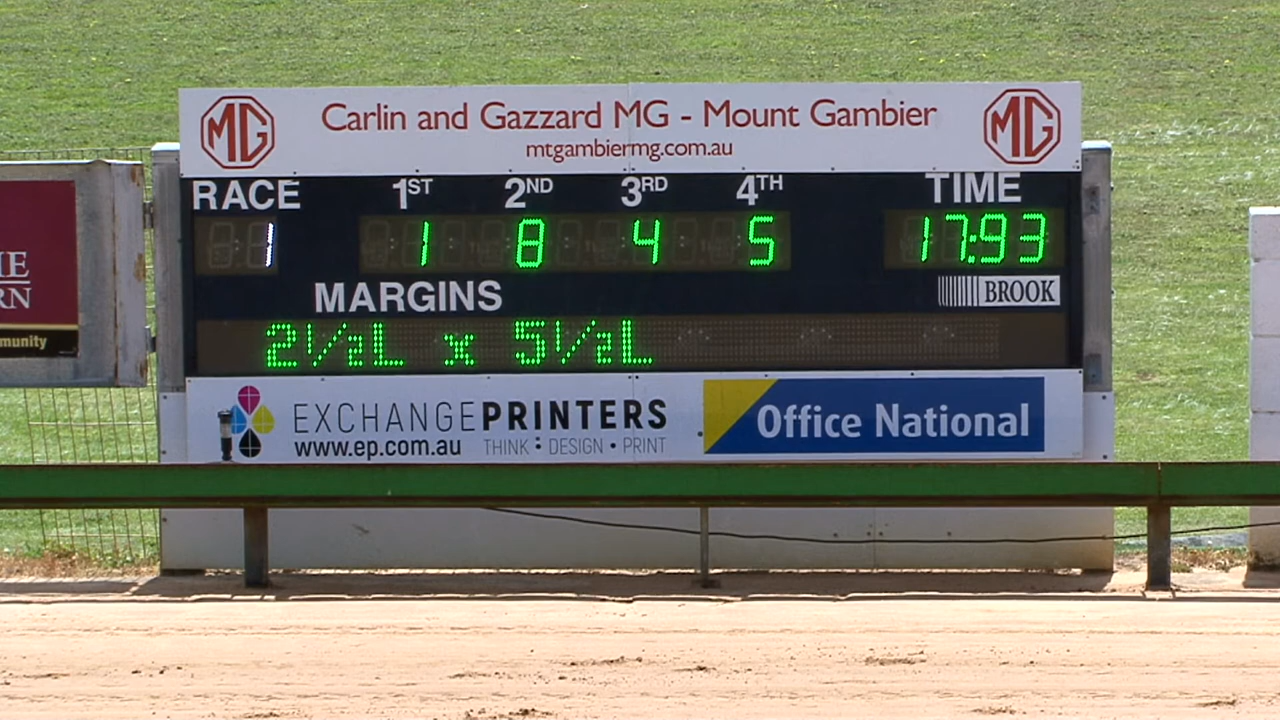 MG Carlin and Gazzard MG - Mount Gambier MG
mtgambiermg.com.au
RACE 1ST 2ND 3RD 4TH TIME
1 1 8 4 5 17:93
MARGINS BROOK
2½L x 5½L
EXCHANGEPRINTERS
www.ep.com.au THINK : DESIGN • PRINT
Office National
munity